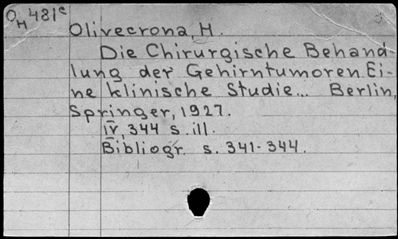 O
H 481c
Olivecrona, H.
Die Chirurgische Behand-
lung der Gehirntumoren. Ei-
ne klinische Studie... Berlin,
Springer, 1927.
IV, 344 s. ill.
Bibliogr. s. 341-344.